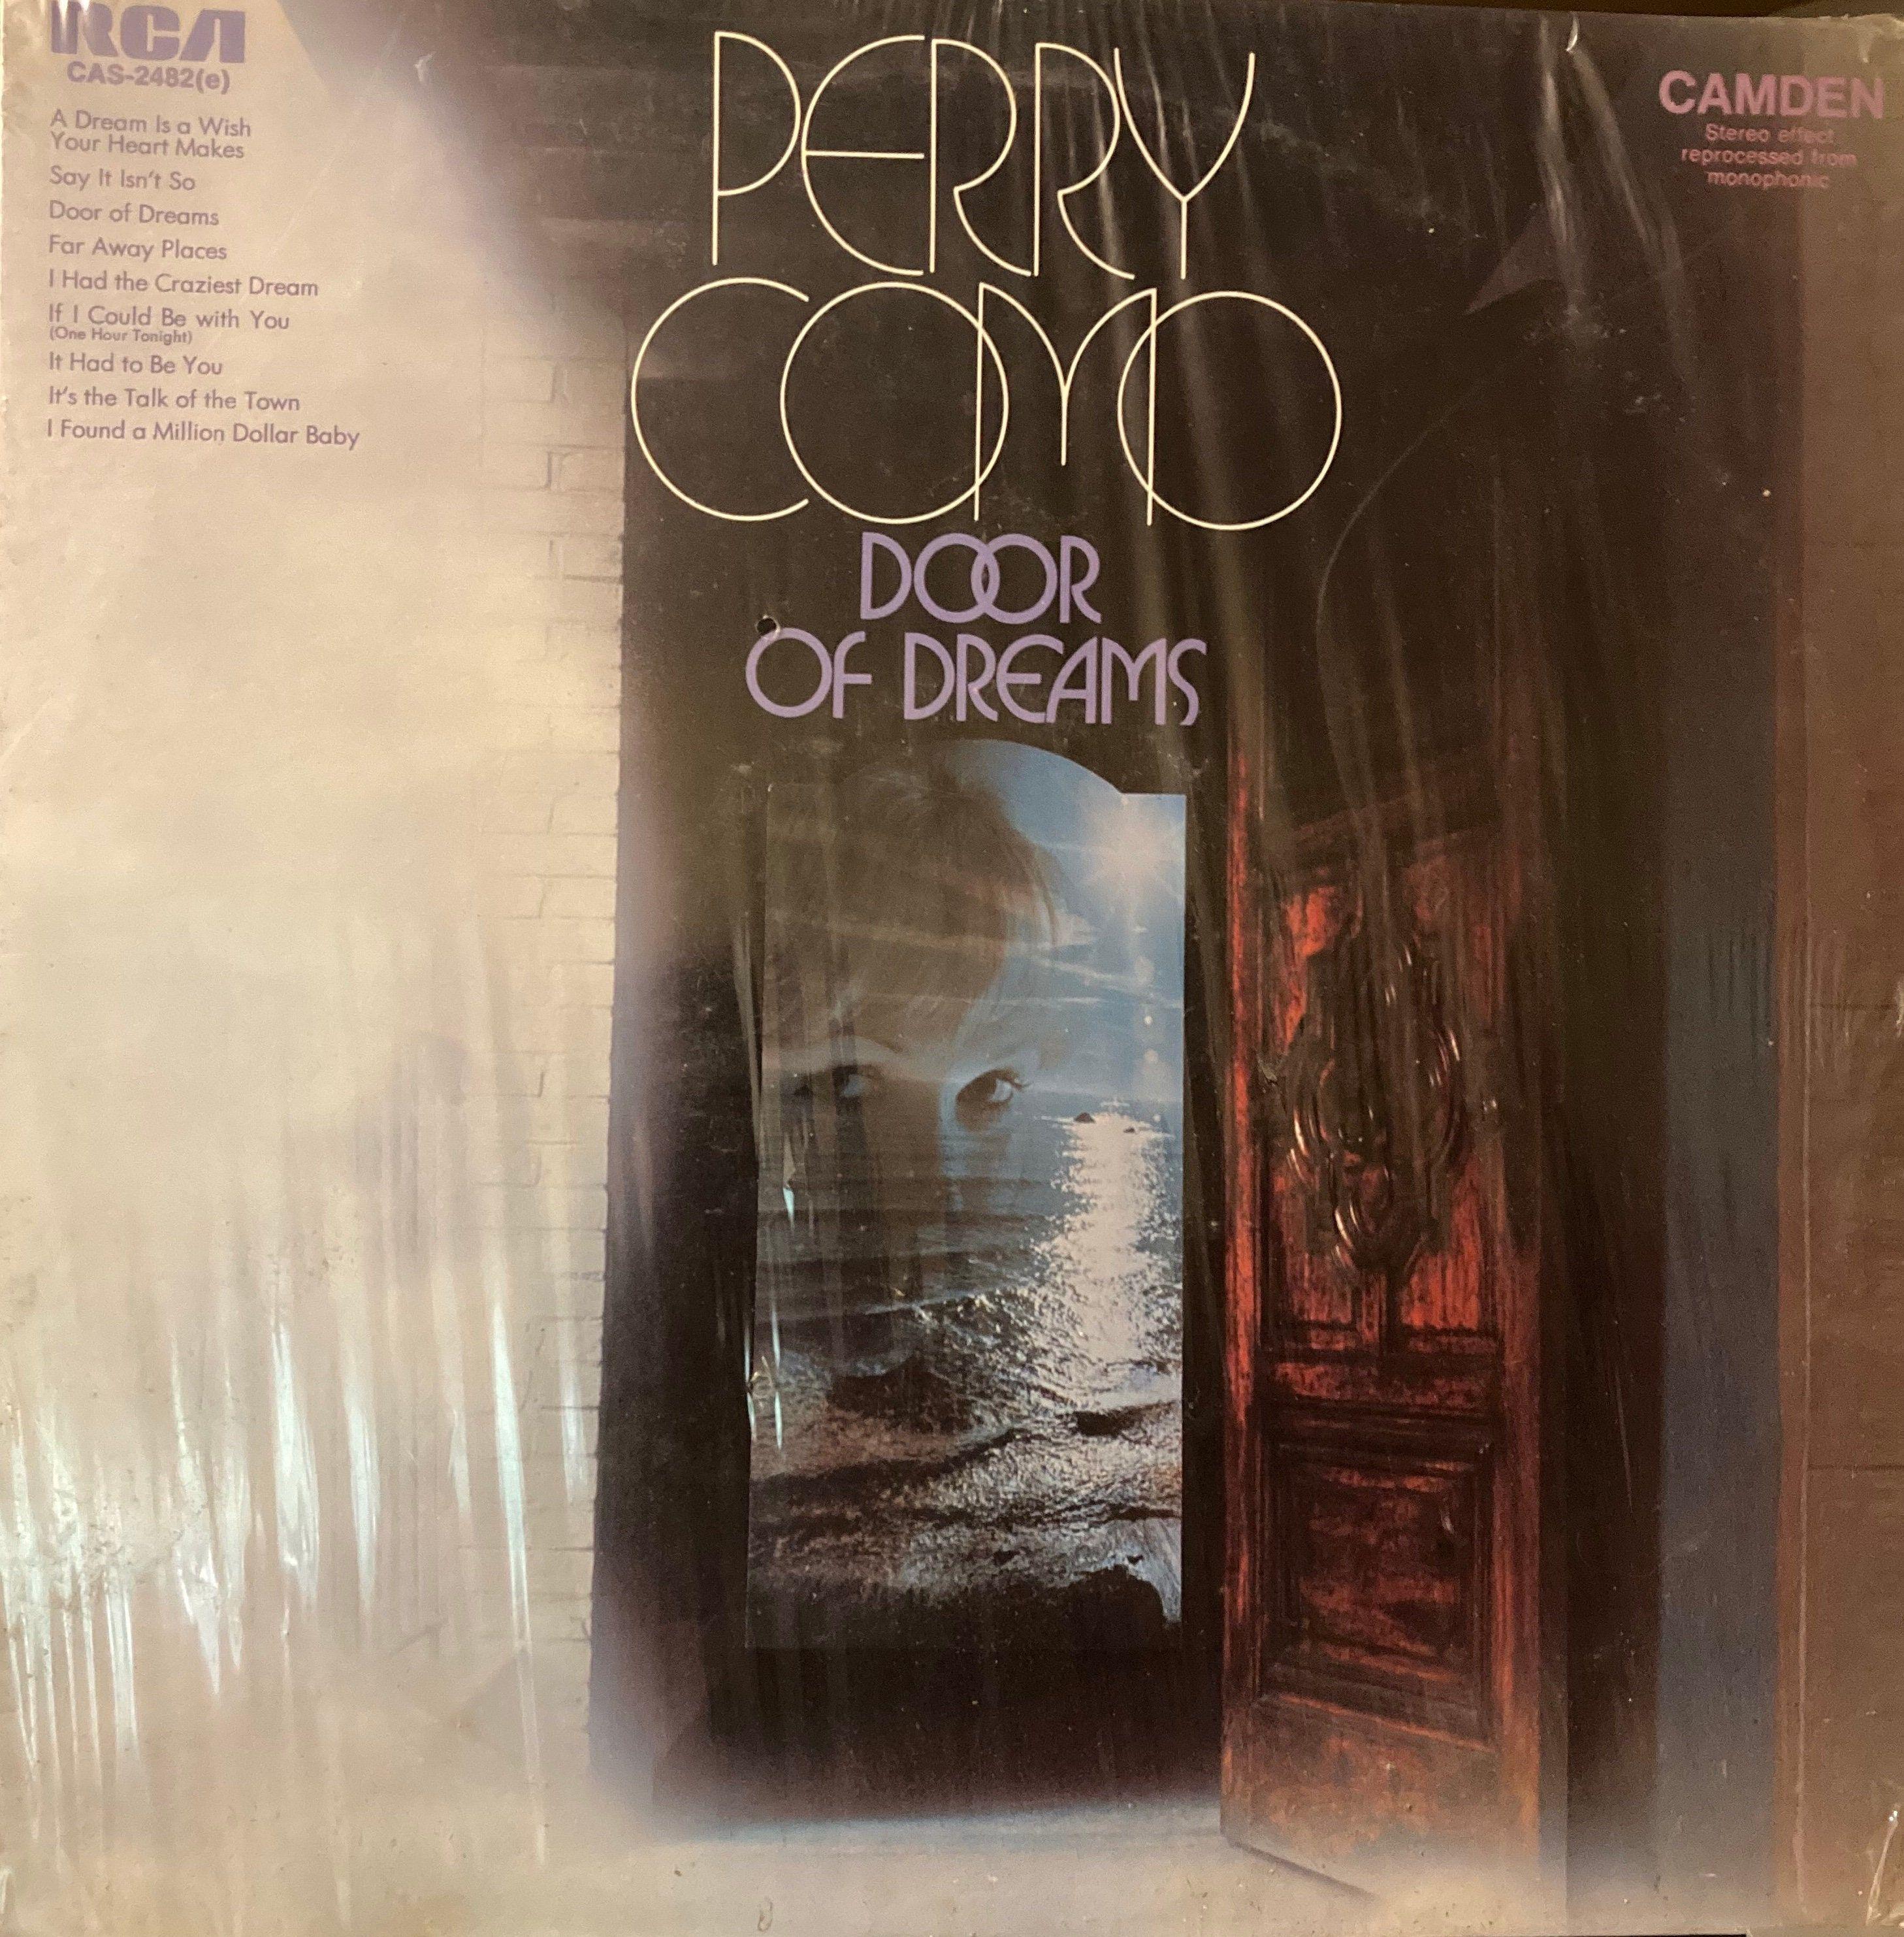 RCA
CAS-2482(e)
A Dream Is a Wish
Your Heart Makes
Say It Isn't So
Door of Dreams
Far Away Places
I Had the Craziest Dream
If I Could Be with You
(One Hour Tonight)
It Had to Be You
It's the Talk of the Town
I Found a Million Dollar Baby
PERRY
COMO
DOOR
OF DREAMS
CAMDEN
Stereo effect
reprocessed from
monophonic